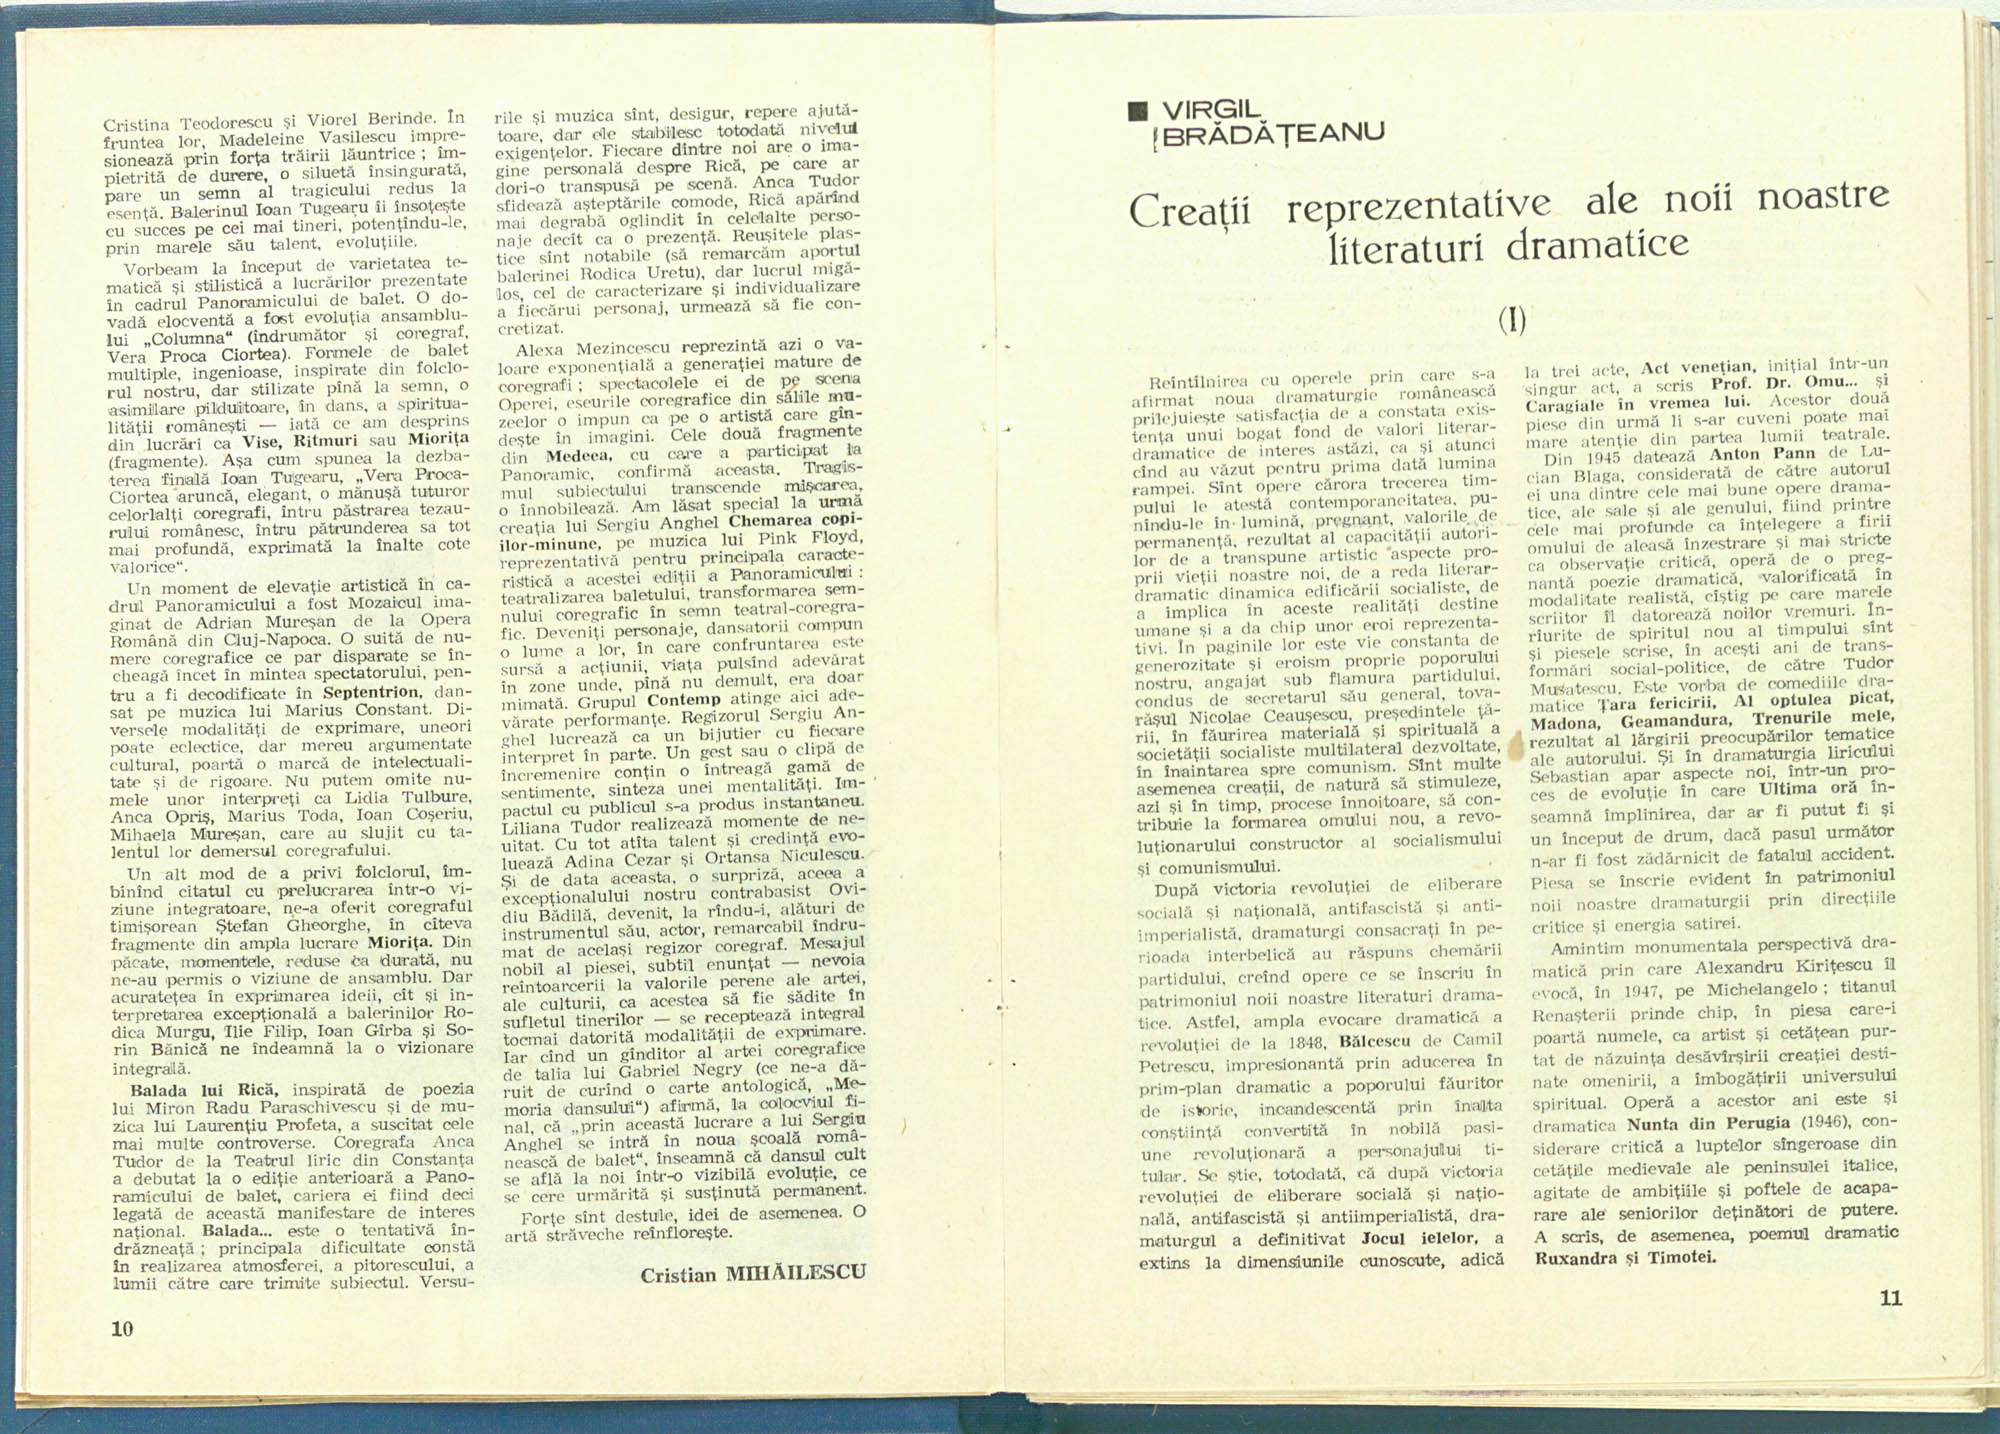 Cristina Teodorescu și Viorel Berinde. În
fruntea lor, Madeleine Vasilescu impre-
sionează prin forța trăirii lăuntrice ; îm-
pietrită de durere, o siluetă însingurată,
pare un semn al tragicului redus la
esență. Balerinul Ioan Tugearu îi însoțește
cu succes pe cei mai tineri, potențîndu-le,
prin marele său talent, evoluțiile.
Vorbeam la început de varietatea te-
matică și stilistică a lucrărilor prezentate
în cadrul Panoramicului de balet. O do-
vadă elocventă a fost evoluția ansamblu-
lui „Columna“ (îndrumător și coregraf,
Vera Proca Ciortea). Formele de balet
multiple, ingenioase, inspirate din folclo-
rul nostru, dar stilizate pînă la semn, o
asimilare pilduitoare, în dans, a spiritua-
lității românești — iată ce am desprins
din lucrări ca Vise, Ritmuri sau Miorița
(fragmente). Așa cum spunea la dezba-
terea finală Ioan Tugearu, „Vera Proca-
Ciortea aruncă, elegant, o mănușă tuturor
celorlalți coregrafi, întru păstrarea tezau-
rului românesc, întru pătrunderea sa tot
mai profundă, exprimată la înalte cote
valorice“.
Un moment de elevație artistică în ca-
drul Panoramicului a fost Mozaicul ima-
ginat de Adrian Mureșan de la Opera
Română din Cluj-Napoca. O suită de nu-
mere coregrafice ce par disparate se în-
cheagă încet în mintea spectatorului, pen-
tru a fi decodificate în Septentrion, dan-
sat pe muzica lui Marius Constant. Di-
versele modalități de exprimare, uneori
poate eclectice, dar mereu argumentate
cultural, poartă o marcă de intelectuali-
tate și de rigoare. Nu putem omite nu-
mele unor interpreți ca Lidia Tulbure,
Anca Opriș, Marius Toda, Ioan Coșeriu,
Mihaela Mureșan, care au slujit cu ta-
lentul lor demersul coregrafului.
Un alt mod de a privi folclorul, îm-
binînd citatul cu prelucrarea într-o vi-
ziune integratoare, ne-a oferit coregraful
timișorean Ștefan Gheorghe, în cîteva
fragmente din ampla lucrare Miorița. Din
păcate, momentele, reduse ca durată, nu
ne-au permis o viziune de ansamblu. Dar
acuratețea în exprimarea ideii, cît și in-
terpretarea excepțională a balerinilor Ro-
dica Murgu, Ilie Filip, Ioan Gîrba și So-
rin Bănică ne îndeamnă la o vizionare
integrală.
Balada lui Rică, inspirată de poezia
lui Miron Radu Paraschivescu și de mu-
zica lui Laurențiu Profeta, a suscitat cele
mai multe controverse. Coregrafa Anca
Tudor de la Teatrul liric din Constanța
a debutat la o ediție anterioară a Pano-
ramicului de balet, cariera ei fiind deci
legată de această manifestare de interes
național. Balada... este o tentativă în-
drăzneață ; principala dificultate constă
în realizarea atmosferei, a pitorescului, a
lumii către care trimite subiectul. Versu-
10
rile și muzica sînt, desigur, repere ajută-
toare, dar ele stabilesc totodată nivelul
exigențelor. Fiecare dintre noi are o ima-
gine personală despre Rică, pe care ar
dori-o transpusă pe scenă. Anca Tudor
sfidează așteptările comode, Rică apărînd
mai degrabă oglindit în celelalte perso-
naje decît ca o prezență. Reușitele plas-
tice sînt notabile (să remarcăm aportul
balerinei Rodica Uretu), dar lucrul migă-
los, cel de caracterizare și individualizare
a fiecărui personaj, urmează să fie con-
cretizat.
Alexa Mezincescu reprezintă azi o va-
loare exponențială a generației mature de
coregrafi ; spectacolele ei de pe scena
Operei, eseurile coregrafice din sălile mu-
zeelor o impun ca pe o artistă care gîn-
dește în imagini. Cele două fragmente
din Medeea, cu care a participat la
Panoramic, confirmă aceasta. Tragis-
mul subiectului transcende mișcarea,
o înnobilează. Am lăsat special la urmă
creația lui Sergiu Anghel Chemarea copi-
ilor-minune, pe muzica lui Pink Floyd,
reprezentativă pentru principala caracte-
ristică a acestei ediții a Panoramicului :
teatralizarea baletului, transformarea sem-
nului coregrafic în semn teatral-coregra-
fic. Deveniți personaje, dansatorii compun
o lume a lor, în care confruntarea este
sursă a acțiunii, viața pulsînd adevărat
în zone unde, pînă nu demult, era doar
mimată. Grupul Contemp atinge aici ade-
vărate performanțe. Regizorul Sergiu An-
ghel lucrează ca un bijutier cu fiecare
interpret în parte. Un gest sau o clipă de
încremenire conțin o întreagă gamă de
sentimente, sinteza unei mentalități. Im-
pactul cu publicul s-a produs instantaneu.
Liliana Tudor realizează momente de ne-
uitat. Cu tot atîta talent și credință evo-
luează Adina Cezar și Ortansa Niculescu.
Și de data aceasta, o surpriză, aceea a
excepționalului nostru contrabasist Ovi-
diu Bădilă, devenit, la rîndu-i, alături de
instrumentul său, actor, remarcabil îndru-
mat de același regizor coregraf. Mesajul
nobil al piesei, subtil enunțat — nevoia
reîntoarcerii la valorile perene ale artei,
ale culturii, ca acestea să fie sădite în
sufletul tinerilor — se receptează integral
tocmai datorită modalității de exprimare.
Iar cînd un gînditor al artei coregrafice
de talia lui Gabriel Negry (ce ne-a dă-
ruit de curînd o carte antologică, „Me-
moria dansului“) afirmă, la colocviul fi-
nal, că „prin această lucrare a lui Sergiu
Anghel se intră în noua școală româ-
nească de balet“, înseamnă că dansul cult
se află la noi într-o vizibilă evoluție, ce
se cere urmărită și susținută permanent.
Forțe sînt destule, idei de asemenea. O
artă străveche reînflorește.
Cristian MIHĂILESCU
■ VIRGIL
BRĂDĂȚEANU
Creații reprezentative ale noii noastre
literaturi dramatice
(I)
Reîntîlnirea cu operele prin care s-a
afirmat noua dramaturgie românească
prilejuiește satisfacția de a constata exis-
tența unui bogat fond de valori literar-
dramatice de interes astăzi, ca și atunci
cînd au văzut pentru prima dată lumina
rampei. Sînt opere cărora trecerea tim-
pului le atestă contemporaneitatea, pu-
nîndu-le în lumină, pregnant, valorile de
permanență, rezultat al capacității autori-
lor de a transpune artistic aspecte pro-
prii vieții noastre noi, de a reda literar-
dramatic dinamica edificării socialiste, de
a implica în aceste realități destine
umane și a da chip unor eroi reprezenta-
tivi. În paginile lor este vie constanta de
generozitate și eroism proprie poporului
nostru, angajat sub flamura partidului,
condus de secretarul său general, tova-
rășul Nicolae Ceaușescu, președintele ță-
rii, în făurirea materială și spirituală a
societății socialiste multilateral dezvoltate,
în înaintarea spre comunism. Sînt multe
asemenea creații, de natură să stimuleze,
azi și în timp, procese înnoitoare, să con-
tribuie la formarea omului nou, a revo-
luționarului constructor al socialismului
și comunismului.
După victoria revoluției de eliberare
socială și națională, antifascistă și anti-
imperialistă, dramaturgi consacrați în pe-
rioada interbelică au răspuns chemării
partidului, creînd opere ce se înscriu în
patrimoniul noii noastre literaturi drama-
tice. Astfel, ampla evocare dramatică a
revoluției de la 1848, Bălcescu de Camil
Petrescu, impresionantă prin aducerea în
prim-plan dramatic a poporului făuritor
de istorie, incandescentă prin înalta
conștiință convertită în nobilă pasi-
une revoluționară a personajului ti-
tular. Se știe, totodată, că după victoria
revoluției de eliberare socială și națio-
nală, antifascistă și antiimperialistă, dra-
maturgul a definitivat Jocul ielelor, a
extins la dimensiunile cunoscute, adică
la trei acte, Act venețian, inițial într-un
singur act, a scris Prof. Dr. Omu... și
Caragiale în vremea lui. Acestor două
piese din urmă li s-ar cuveni poate mai
mare atenție din partea lumii teatrale.
Din 1945 datează Anton Pann de Lu-
cian Blaga, considerată de către autorul
ei una dintre cele mai bune opere drama-
tice, ale sale și ale genului, fiind printre
cele mai profunde ca înțelegere a firii
omului de aleasă înzestrare și mai stricte
ca observație critică, operă de o preg-
nantă poezie dramatică, valorificată în
modalitate realistă, cîștig pe care marele
scriitor îl datorează noilor vremuri. În-
rîurite de spiritul nou al timpului sînt
și piesele scrise, în acești ani de trans-
formări social-politice, de către Tudor
Mușatescu. Este vorba de comediile dra-
matice Țara fericirii, Al optulea picat,
Madona, Geamandura, Trenurile mele,
rezultat al lărgirii preocupărilor tematice
ale autorului. Și în dramaturgia liricului
Sebastian apar aspecte noi, într-un pro-
ces de evoluție în care Ultima oră în-
seamnă împlinirea, dar ar fi putut fi și
un început de drum, dacă pasul următor
n-ar fi fost zădărnicit de fatalul accident.
Piesa se înscrie evident în patrimoniul
noii noastre dramaturgii prin direcțiile
critice și energia satirei.
Amintim monumentala perspectivă dra-
matică prin care Alexandru Kirițescu îl
evocă, în 1947, pe Michelangelo ; titanul
Renașterii prinde chip, în piesa care-i
poartă numele, ca artist și cetățean pur-
tat de năzuința desăvîrșirii creației desti-
nate omenirii, a îmbogățirii universului
spiritual. Operă a acestor ani este și
dramatica Nunta din Perugia (1946), con-
siderare critică a luptelor sîngeroase din
cetățile medievale ale peninsulei italice,
agitate de ambițiile și poftele de acapa-
rare ale seniorilor deținători de putere.
A scris, de asemenea, poemul dramatic
Ruxandra și Timotei.
11